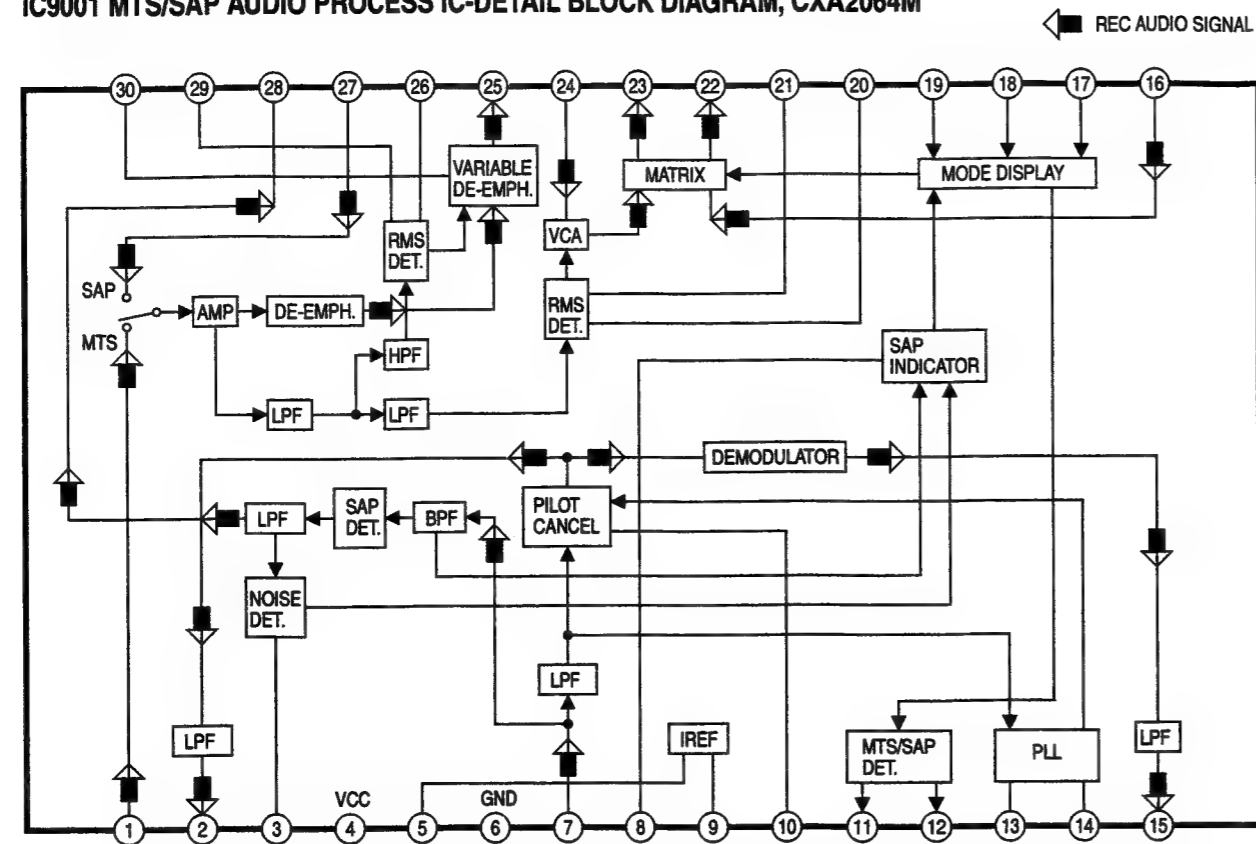 IC9001 MTS/SAP AUDIO PROCESS IC-DETAIL BLOCK DIAGRAM, CXA2064M
REC AUDIO SIGNAL
30 29 28 27 26 25 24 23 22 21 20 19 18 17 16
VARIABLE
DE-EMPH.
MATRIX
MODE DISPLAY
RMS
DET.
VCA
SAP
AMP
DE-EMPH.
RMS
DET.
MTS
HPF
SAP
INDICATOR
LPF
LPF
DEMODULATOR
LPF
SAP
DET.
BPF
PILOT
CANCEL
NOISE
DET.
LPF
LPF
IREF
MTS/SAP
DET.
PLL
LPF
VCC
GND
1 2 3 4 5 6 7 8 9 10 11 12 13 14 15